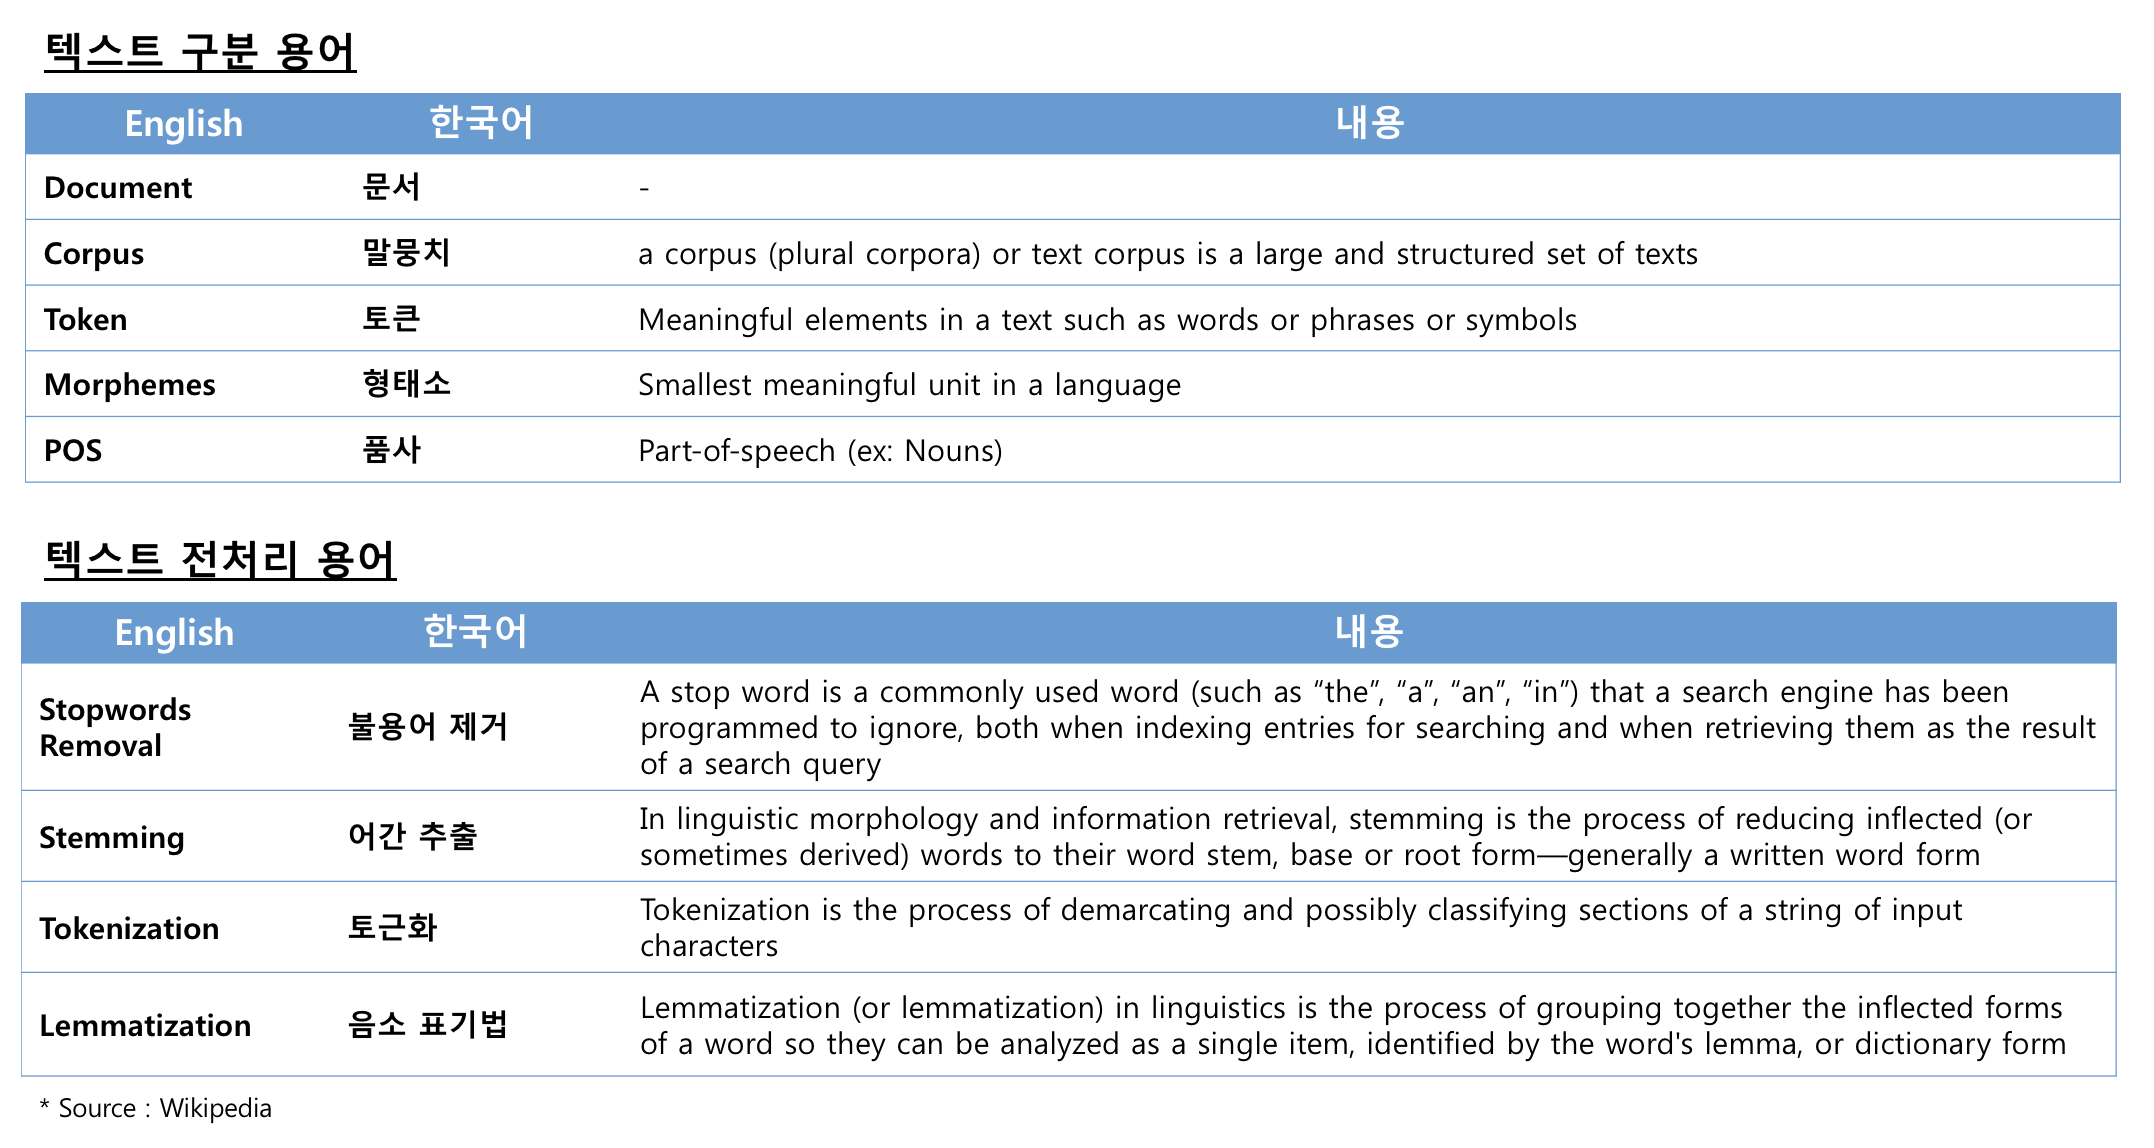 텍스트 구분 용어
English 한국어 내용
Document 문서 -
Corpus 말뭉치 a corpus (plural corpora) or text corpus is a large and structured set of texts
Token 토큰 Meaningful elements in a text such as words or phrases or symbols
Morphemes 형태소 Smallest meaningful unit in a language
POS 품사 Part-of-speech (ex: Nouns)
텍스트 전처리 용어
English 한국어 내용
Stopwords
Removal
불용어 제거
A stop word is a commonly used word (such as “the”, “a”, “an”, “in”) that a search engine has been
programmed to ignore, both when indexing entries for searching and when retrieving them as the result
of a search query
Stemming
어간 추출
In linguistic morphology and information retrieval, stemming is the process of reducing inflected (or
sometimes derived) words to their word stem, base or root form—generally a written word form
Tokenization
토근화
Tokenization is the process of demarcating and possibly classifying sections of a string of input
characters
Lemmatization
음소 표기법
Lemmatization (or lemmatization) in linguistics is the process of grouping together the inflected forms
of a word so they can be analyzed as a single item, identified by the word's lemma, or dictionary form
* Source : Wikipedia